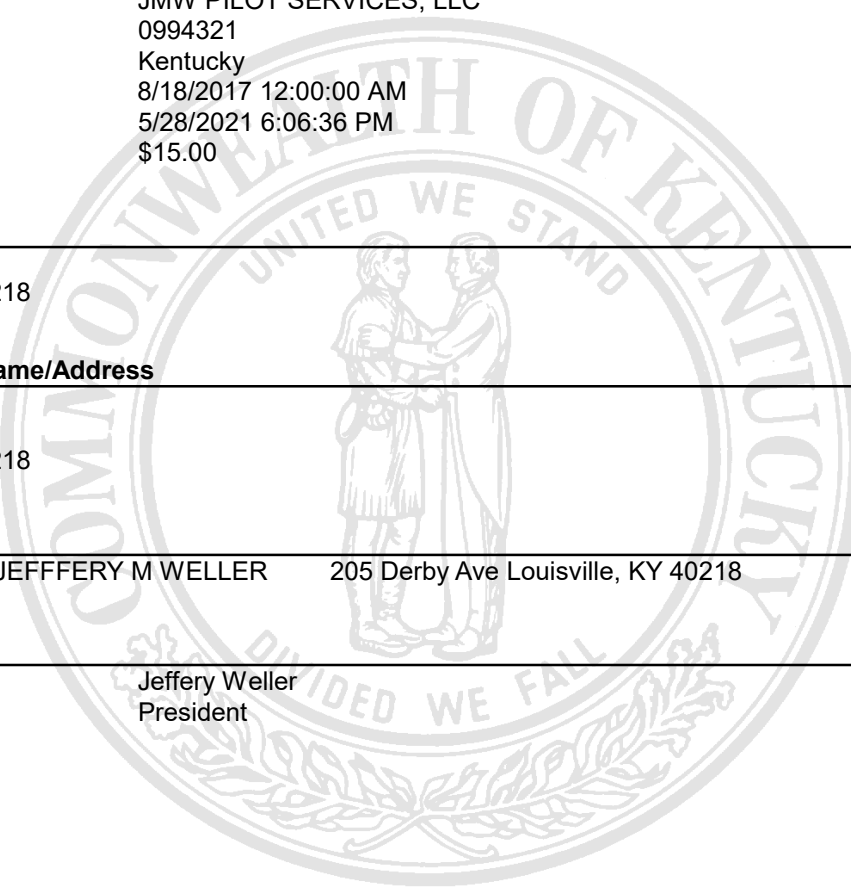 JMW PILOT SERVICES, LLC
0994321
Kentucky
8/18/2017 12:00:00 AM
5/28/2021 6:06:36 PM
$15.00
COMMONWEALTH OF KENTUCKY
UNITED WE STAND
218
ame/Address
218
JEFFFERY M WELLER 205 Derby Ave Louisville, KY 40218
Jeffery Weller
President
DIVIDED WE FALL